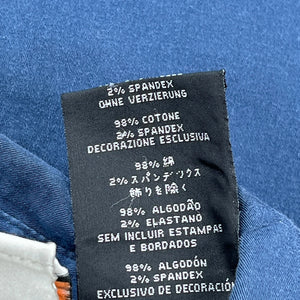 2% SPANDEX
OHNE VERZIERUNG
98% COTONE
2% SPANDEX
DECORAZIONE ESCLUSIVA
98% 綿
2% スパンデックス
飾りを除く
98% ALGODÃO
2% ELASTANO
SEM INCLUIR ESTAMPAS
E BORDADOS
98% ALGODÓN
2% SPANDEX
EXCLUSIVO DE DECORACIÓN